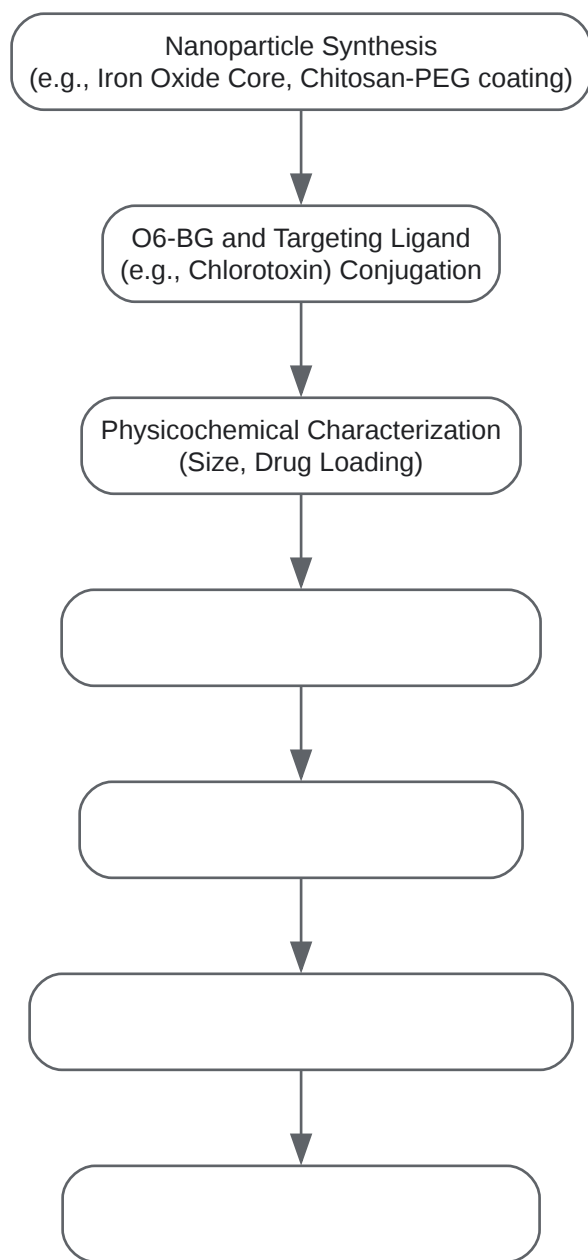 Nanoparticle Synthesis
(e.g., Iron Oxide Core, Chitosan-PEG coating)
O6-BG and Targeting Ligand
(e.g., Chlorotoxin) Conjugation
Physicochemical Characterization
(Size, Drug Loading)